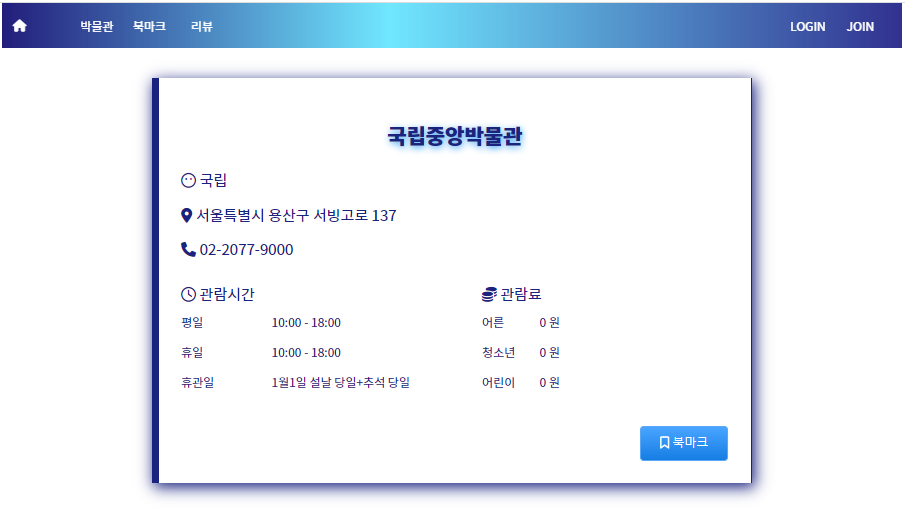 박물관 북마크 리뷰 LOGIN JOIN
국립중앙박물관
국립
서울특별시 용산구 서빙고로 137
02-2077-9000
관람시간
평일 10:00 - 18:00
휴일 10:00 - 18:00
휴관일 1월1일 설날 당일+추석 당일
관람료
어른 0 원
청소년 0 원
어린이 0 원
북마크